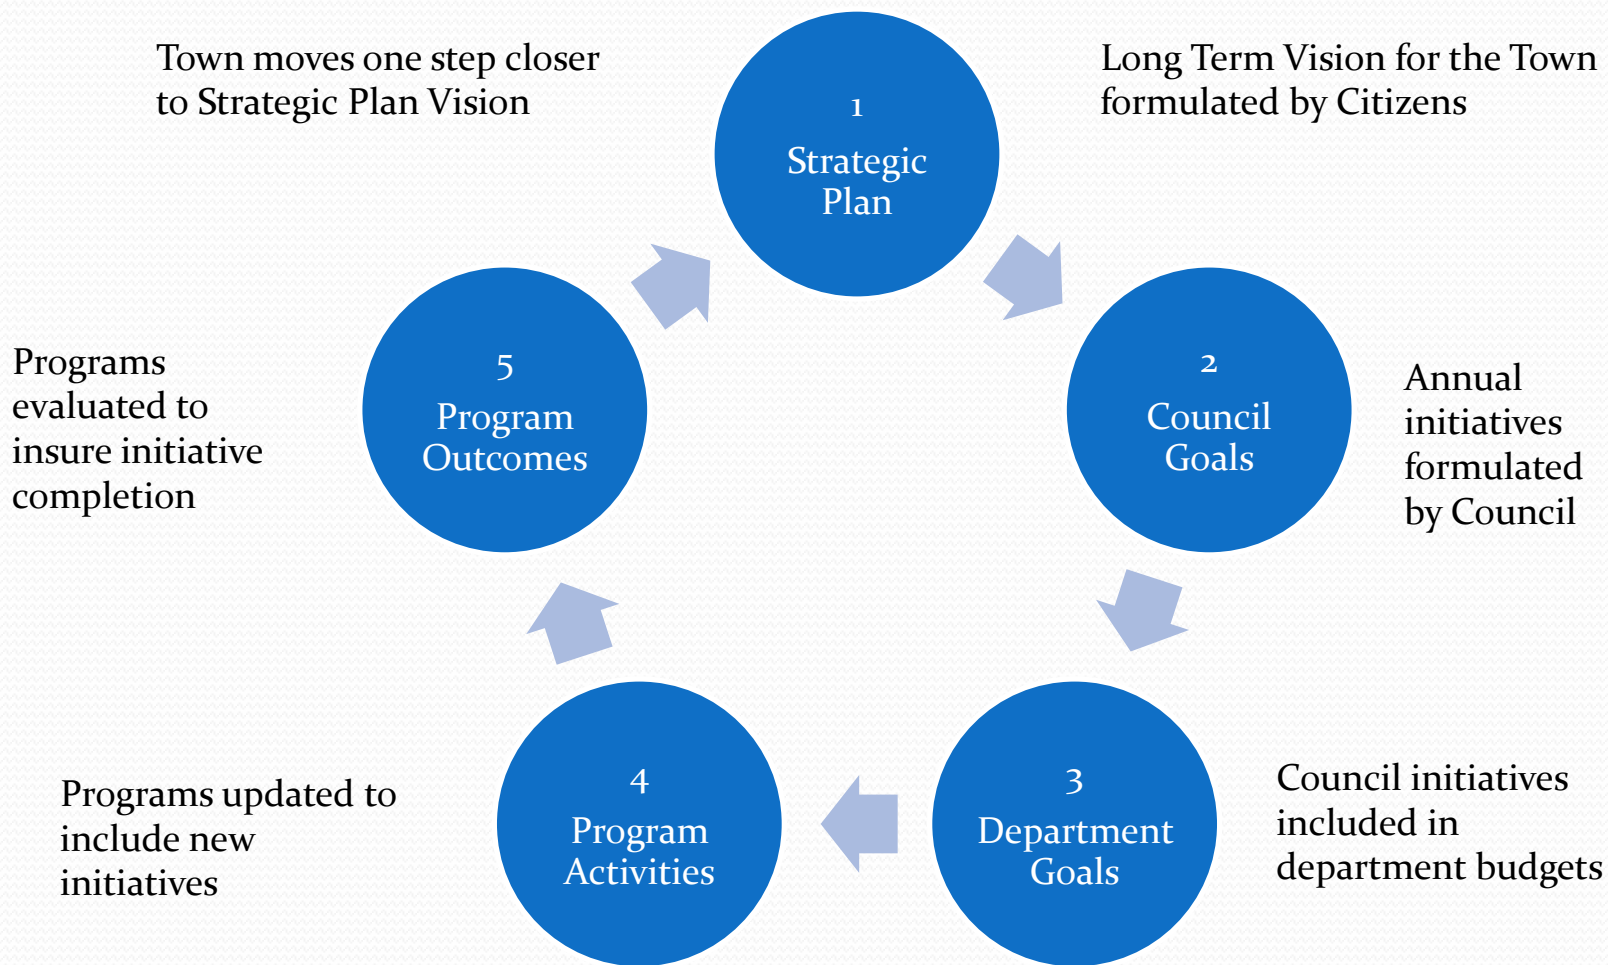 Town moves one step closer
to Strategic Plan Vision
1
Strategic
Plan
Long Term Vision for the Town
formulated by Citizens
2
Council
Goals
Annual
initiatives
formulated
by Council
3
Department
Goals
Council initiatives
included in
department budgets
4
Program
Activities
Programs updated to
include new
initiatives
5
Program
Outcomes
Programs
evaluated to
insure initiative
completion